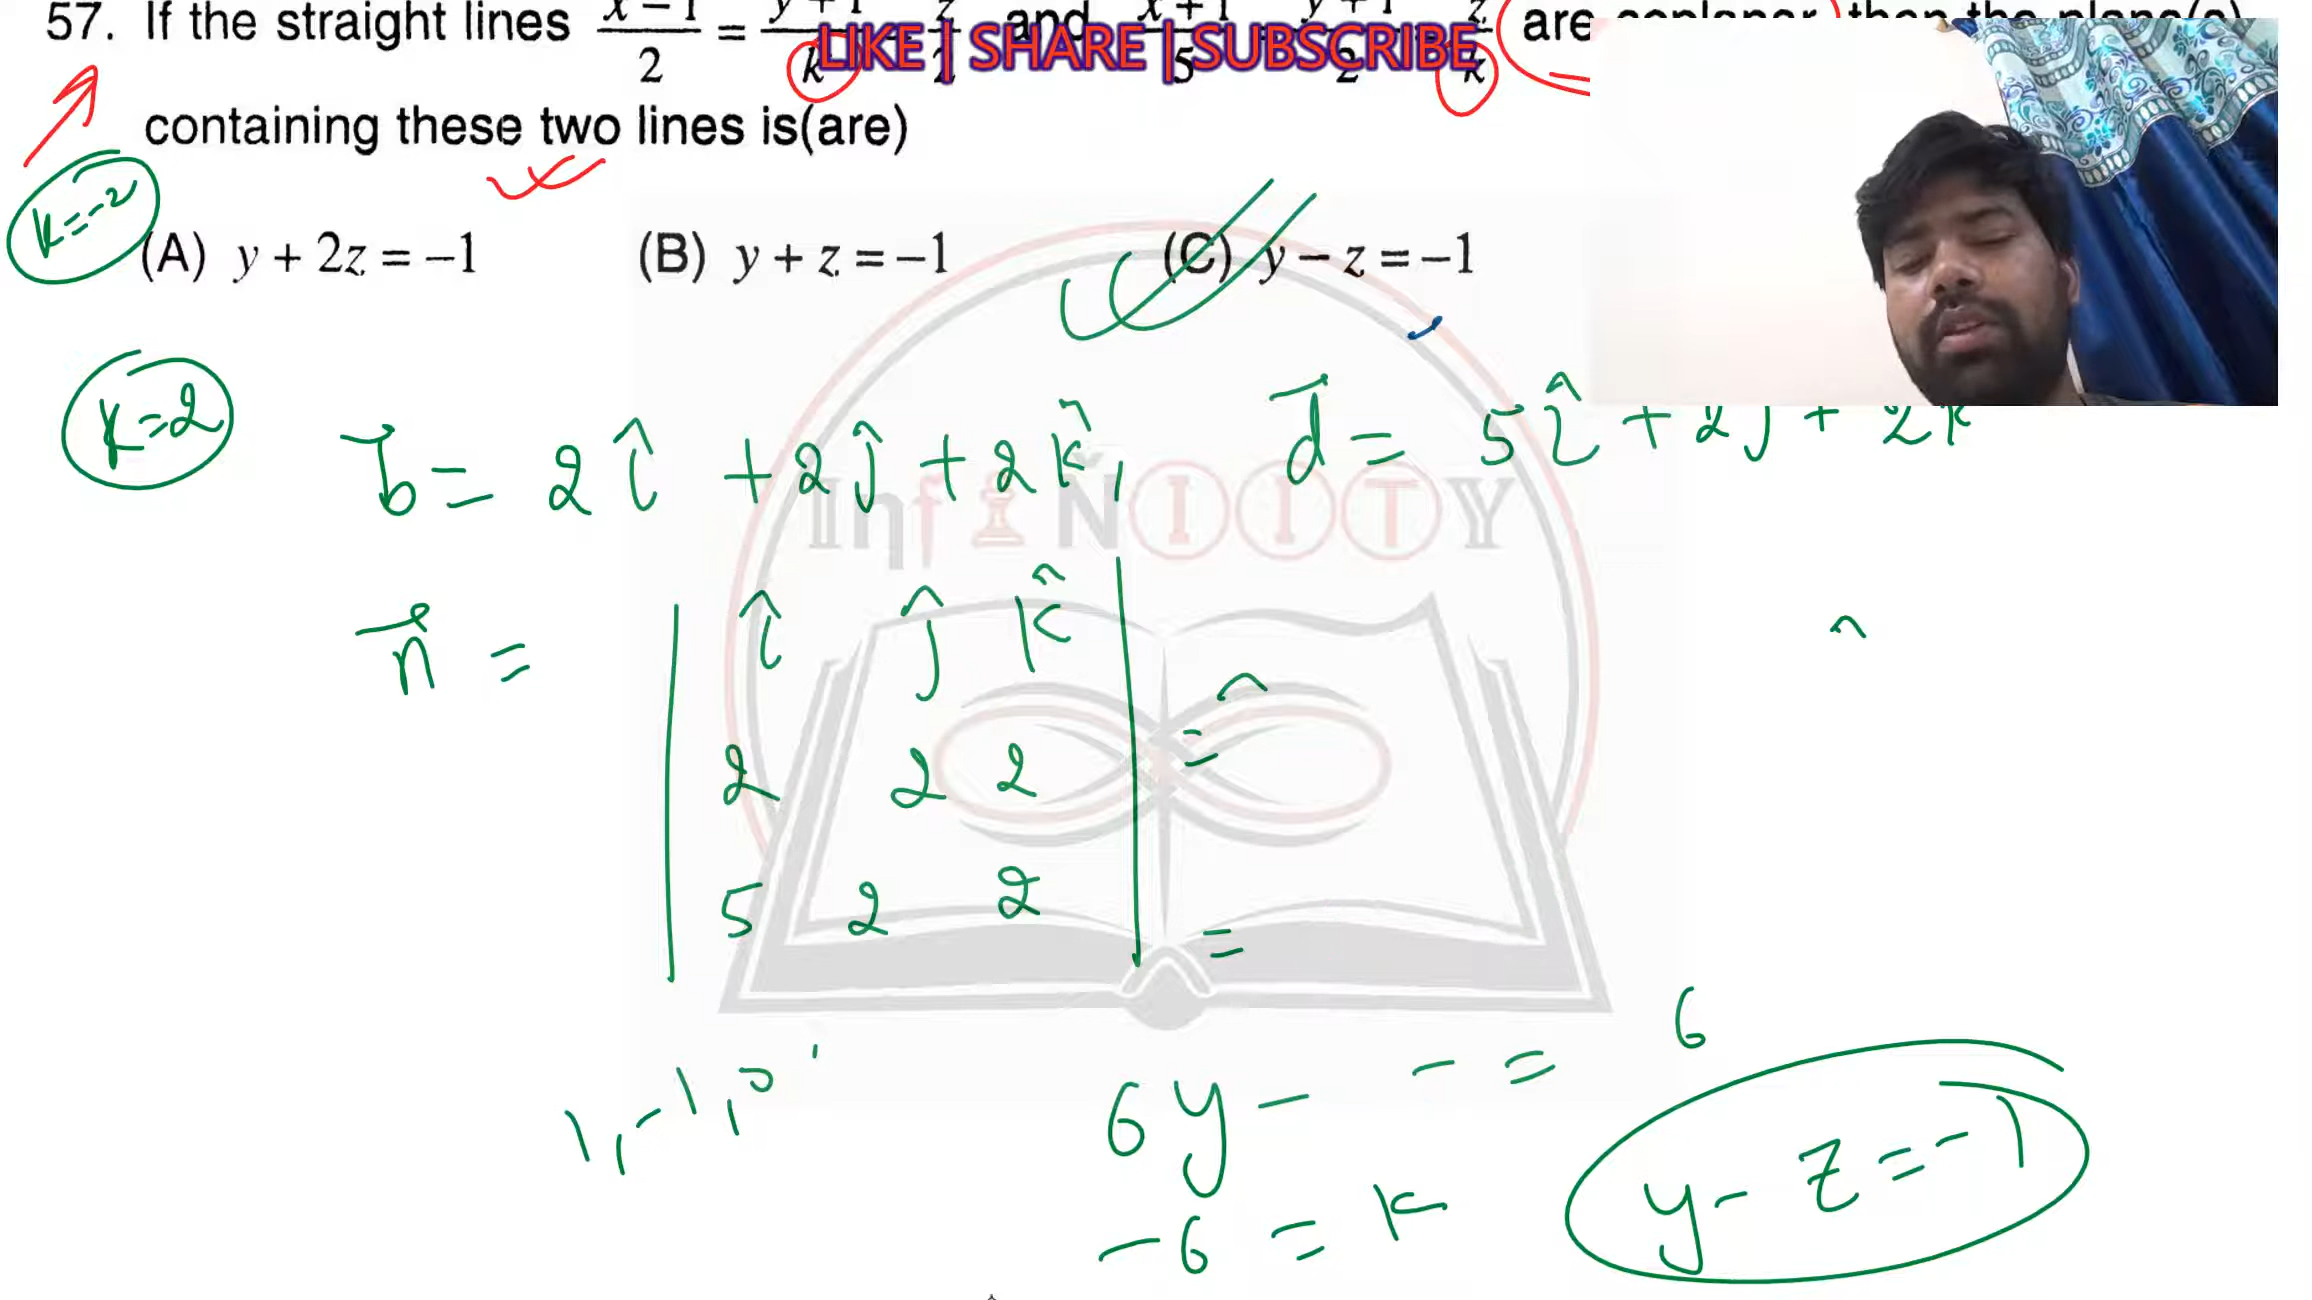 57. If the straight lines x − 1/2 = y + 1/k = z/2 and x + 1/5 = y + 1/2 = z/k are coplanar, then the plane(s)
LIKE | SHARE | SUBSCRIBE
containing these two lines is(are)
k=-2
(A) y + 2z = −1 (B) y + z = −1 (C) y − z = −1
k=2
b = 2î + 2ĵ + 2k̂, d = 5î + 2ĵ + 2k̂
InfiNIITY
n = | î ĵ k̂
2 2 2 | =
5 2 2 =
1, -1, 0
6y - - = 6
-6 = k
y - z = -1